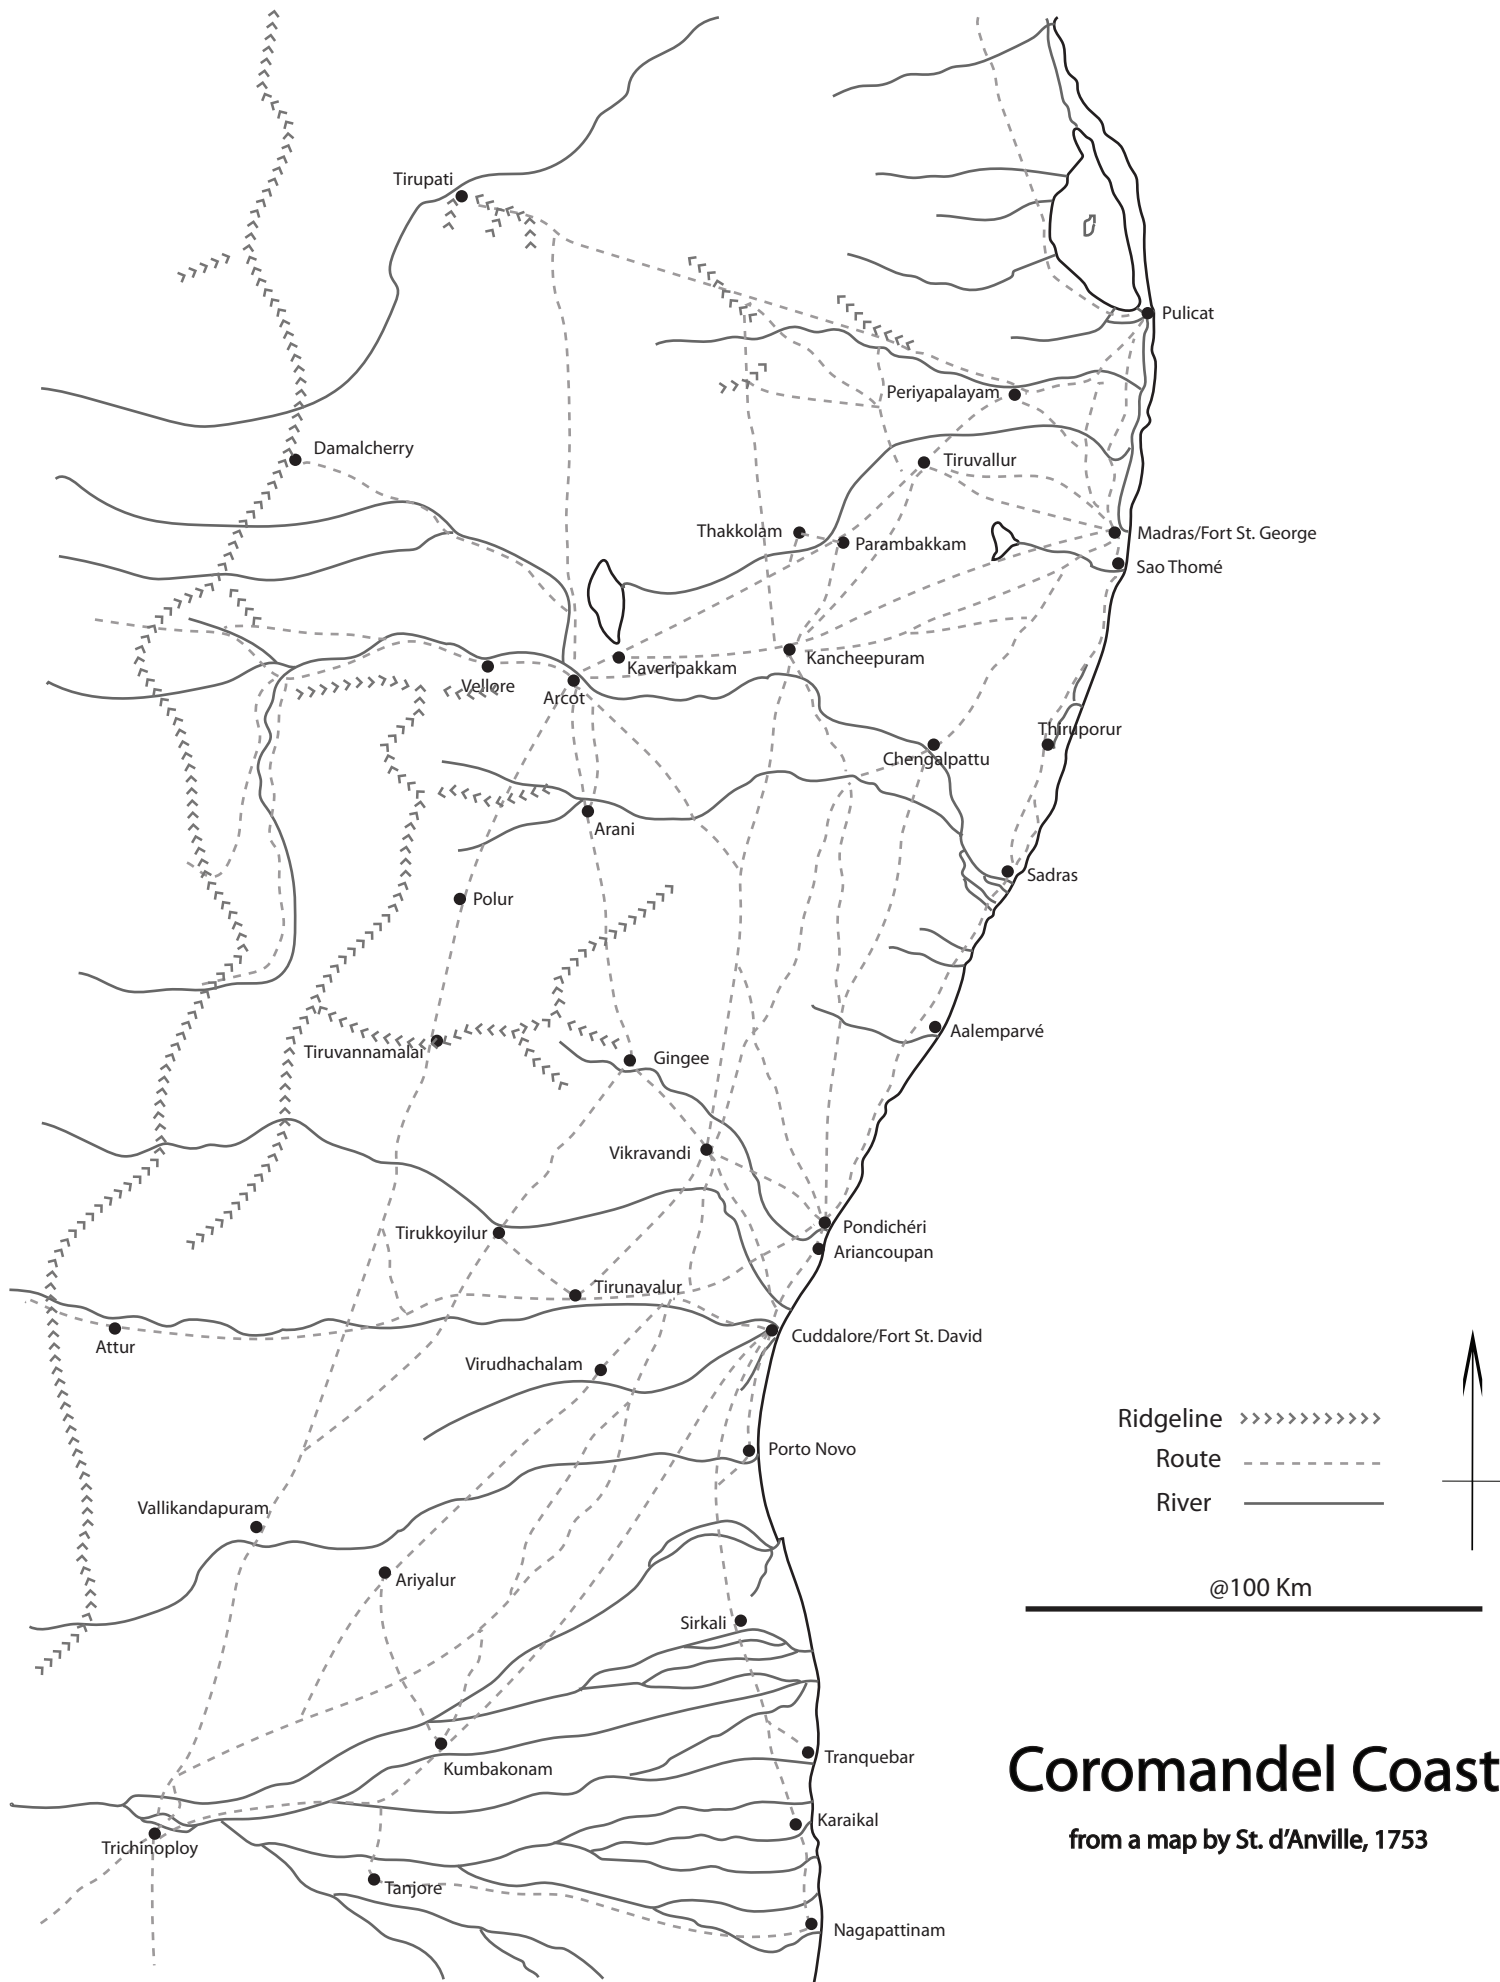 Tirupati
Pulicat
Periyapalayam
Damalcherry
Tiruvallur
Thakkolam
Parambakkam
Madras/Fort St. George
Sao Thomé
Kancheepuram
Kaveripakkam
Vellore
Arcot
Thiruporur
Chengalpattu
Arani
Sadras
Polur
Aalemparvé
Tiruvannamalai
Gingee
Vikravandi
Pondichéri
Tirukkoyilur
Ariancoupan
Tirunavalur
Cuddalore/Fort St. David
Attur
Virudhachalam
Ridgeline
Porto Novo
Route
River
Vallikandapuram
Ariyalur
@100 Km
Sirkali
Tranquebar
Kumbakonam
Coromandel Coast
Karaikal
from a map by St. d’Anville, 1753
Trichinoploy
Tanjore
Nagapattinam